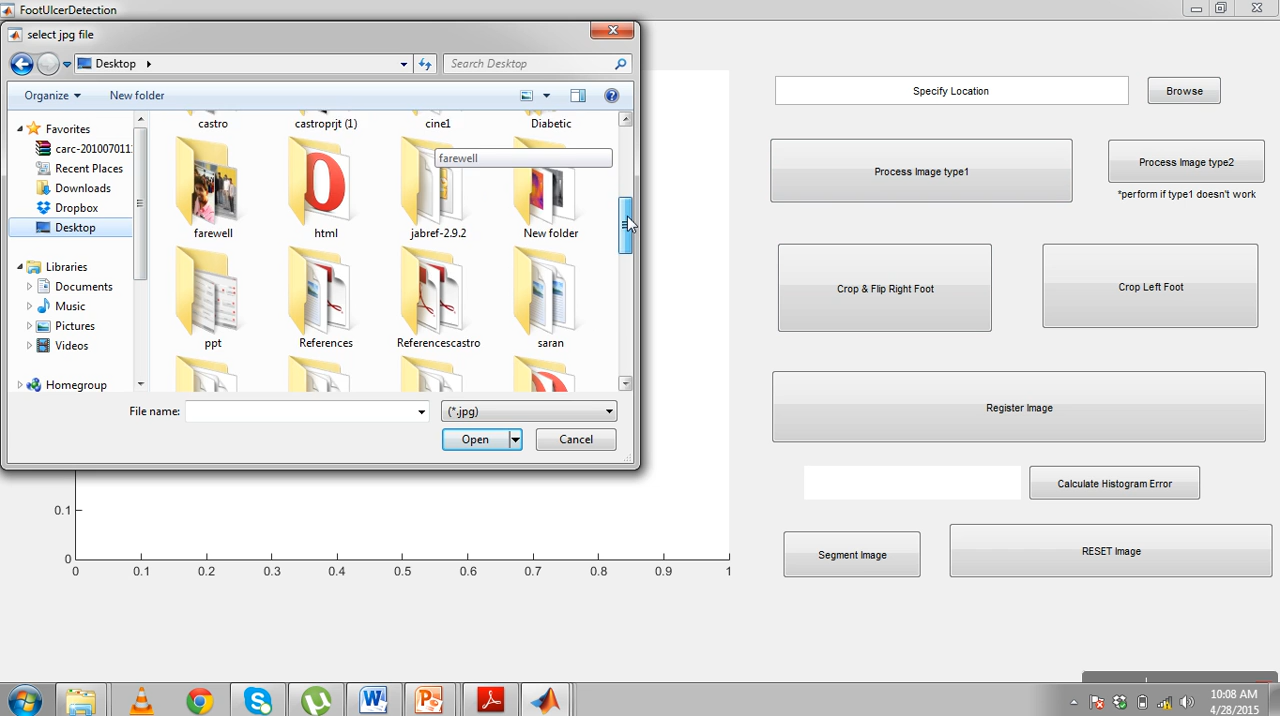 FootUlcerDetection
select jpg file
Desktop
Search Desktop
Organize
New folder
Favorites
carc-201007011
Recent Places
Downloads
Dropbox
Desktop
Libraries
Documents
Music
Pictures
Videos
Homegroup
castro
castroprjt (1)
cine1
Diabetic
farewell
farewell
html
jabref-2.9.2
New folder
ppt
References
Referencescastro
saran
File name:
(*.jpg)
Open
Cancel
Specify Location
Browse
Process Image type1
Process Image type2
*perform if type1 doesn't work
Crop & Flip Right Foot
Crop Left Foot
Register Image
Calculate Histogram Error
Segment Image
RESET Image
0.1
0
0 0.1 0.2 0.3 0.4 0.5 0.6 0.7 0.8 0.9 1
10:08 AM
4/28/2015